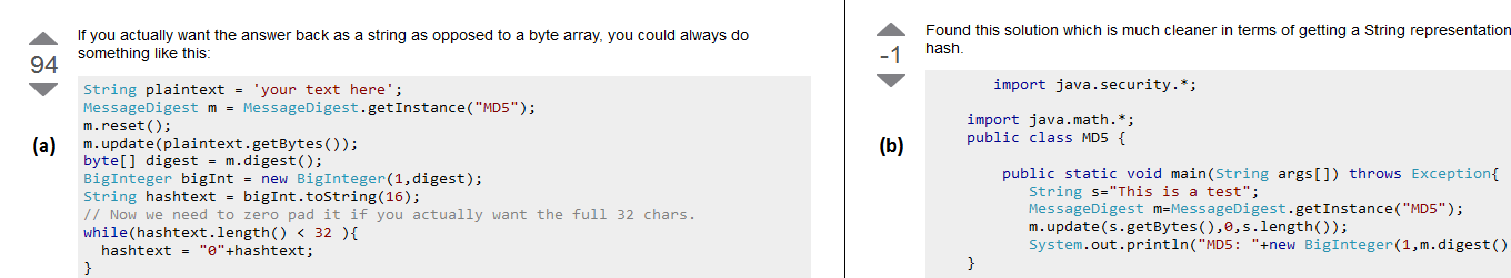 94
If you actually want the answer back as a string as opposed to a byte array, you could always do
something like this:
(a)
String plaintext = 'your text here';
MessageDigest m = MessageDigest.getInstance("MD5");
m.reset();
m.update(plaintext.getBytes());
byte[] digest = m.digest();
BigInteger bigInt = new BigInteger(1,digest);
String hashtext = bigInt.toString(16);
// Now we need to zero pad it if you actually want the full 32 chars.
while(hashtext.length() < 32 ){
  hashtext = "0"+hashtext;
}
-1
Found this solution which is much cleaner in terms of getting a String representation
hash.
(b)
import java.security.*;
import java.math.*;
public class MD5 {
public static void main(String args[]) throws Exception{
String s="This is a test";
MessageDigest m=MessageDigest.getInstance("MD5");
m.update(s.getBytes(),0,s.length());
System.out.println("MD5: "+new BigInteger(1,m.digest()
}